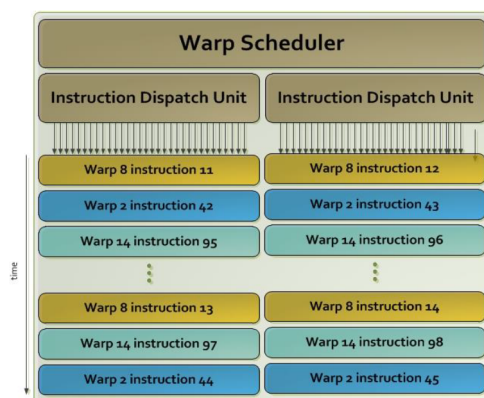 Warp Scheduler
Instruction Dispatch Unit
Instruction Dispatch Unit
Warp 8 instruction 11
Warp 8 instruction 12
Warp 2 instruction 42
Warp 2 instruction 43
Warp 14 instruction 95
Warp 14 instruction 96
time
Warp 8 instruction 13
Warp 8 instruction 14
Warp 14 instruction 97
Warp 14 instruction 98
Warp 2 instruction 44
Warp 2 instruction 45